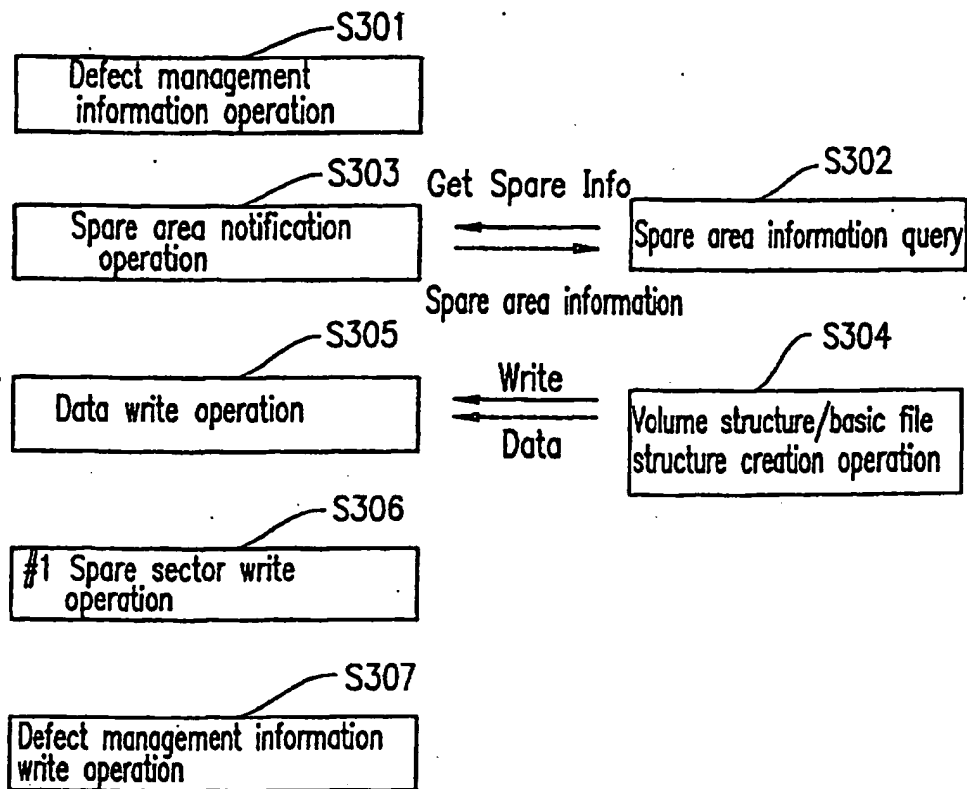 S301
Defect management
information operation
S303
Spare area notification
operation
Get Spare Info
Spare area information
S302
Spare area information query
S305
Data write operation
Write
Data
S304
Volume structure/basic file
structure creation operation
S306
#1 Spare sector write
operation
S307
Defect management information
write operation